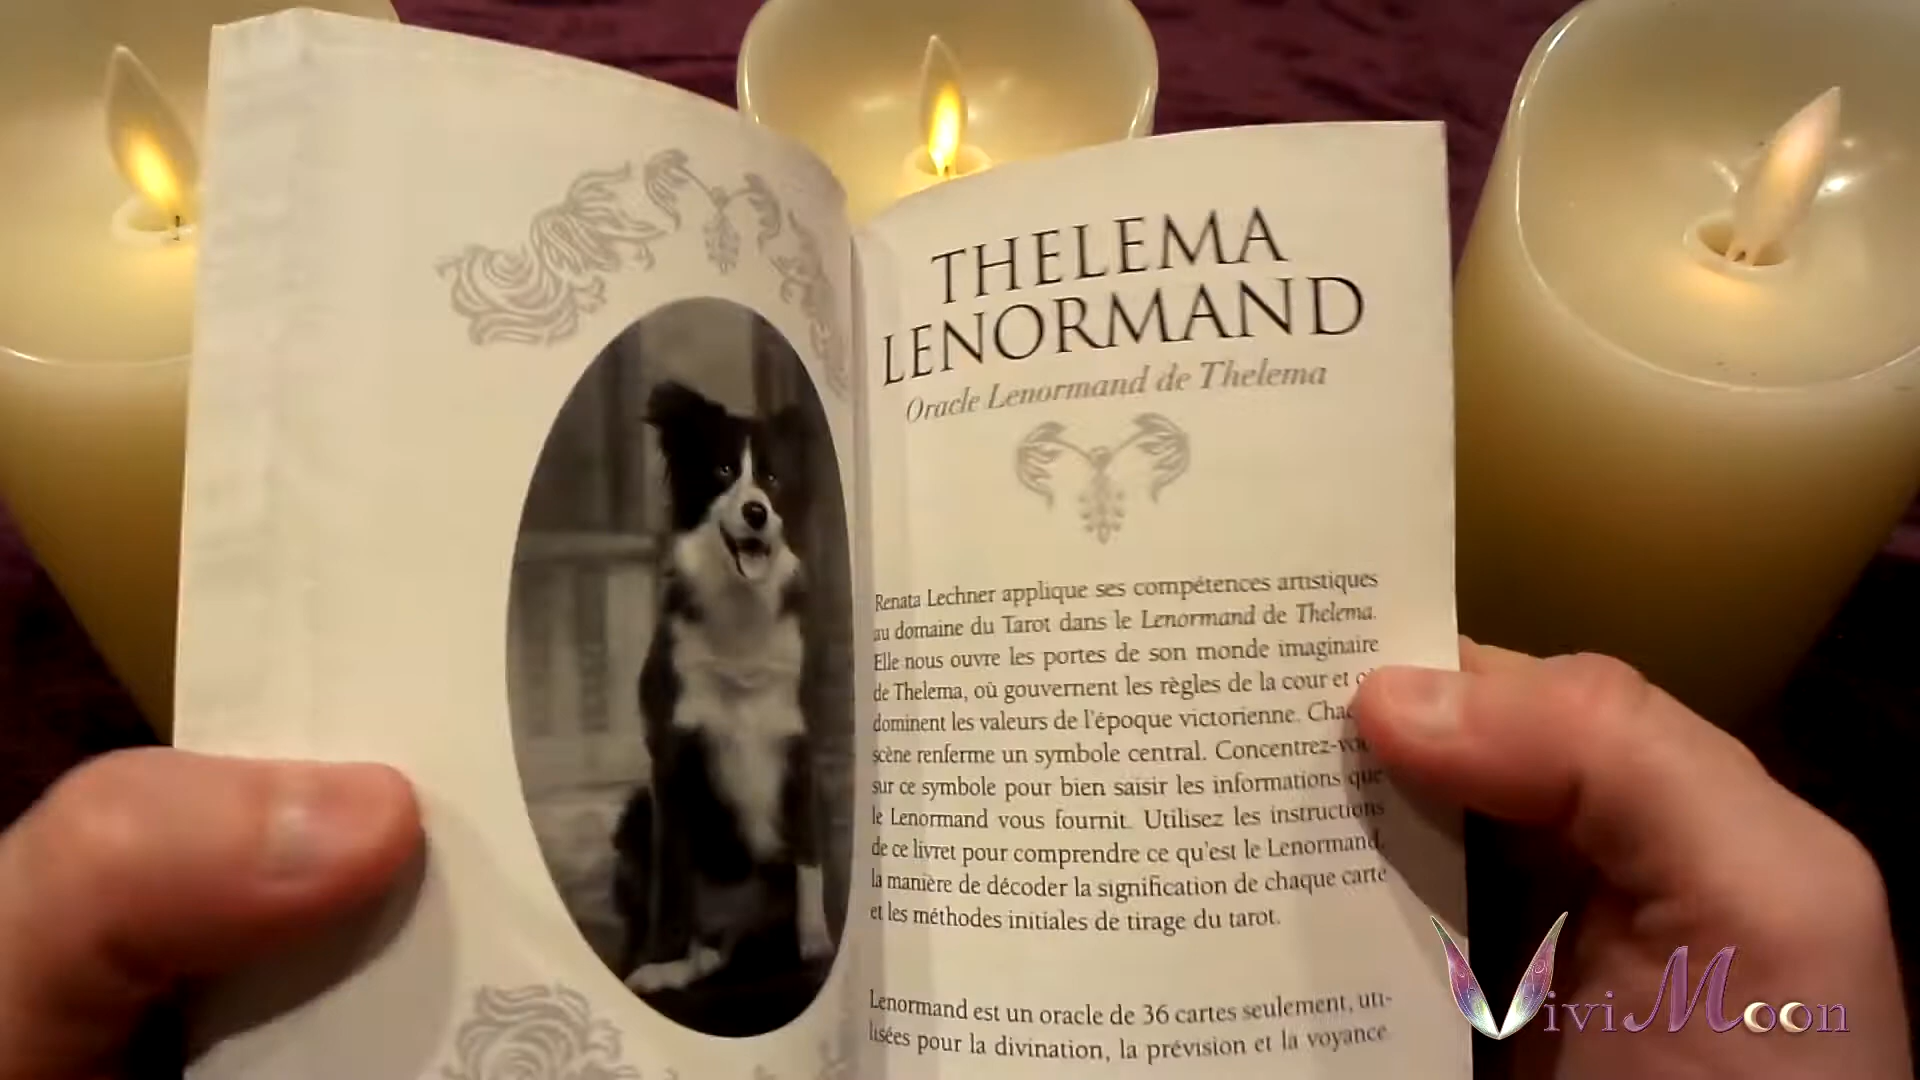 THELEMA
LENORMAND
Oracle Lenormand de Thelema
Renata Lechner applique ses compétences artistiques
au domaine du Tarot dans le Lenormand de Thelema.
Elle nous ouvre les portes de son monde imaginaire
de Thelema, où gouvernent les règles de la cour et
dominent les valeurs de l'époque victorienne.
scène renferme un symbole central.
sur ce symbole pour bien saisir les informations que
le Lenormand vous fournit. Utilisez les instructions
de ce livret pour comprendre ce qu'est le Lenormand,
la manière de décoder la signification de chaque carte
et les méthodes initiales de tirage du tarot.
Lenormand est un oracle de 36 cartes seulement, uti-
lisées pour la divination, la prévision et la voyance
ViviMoon